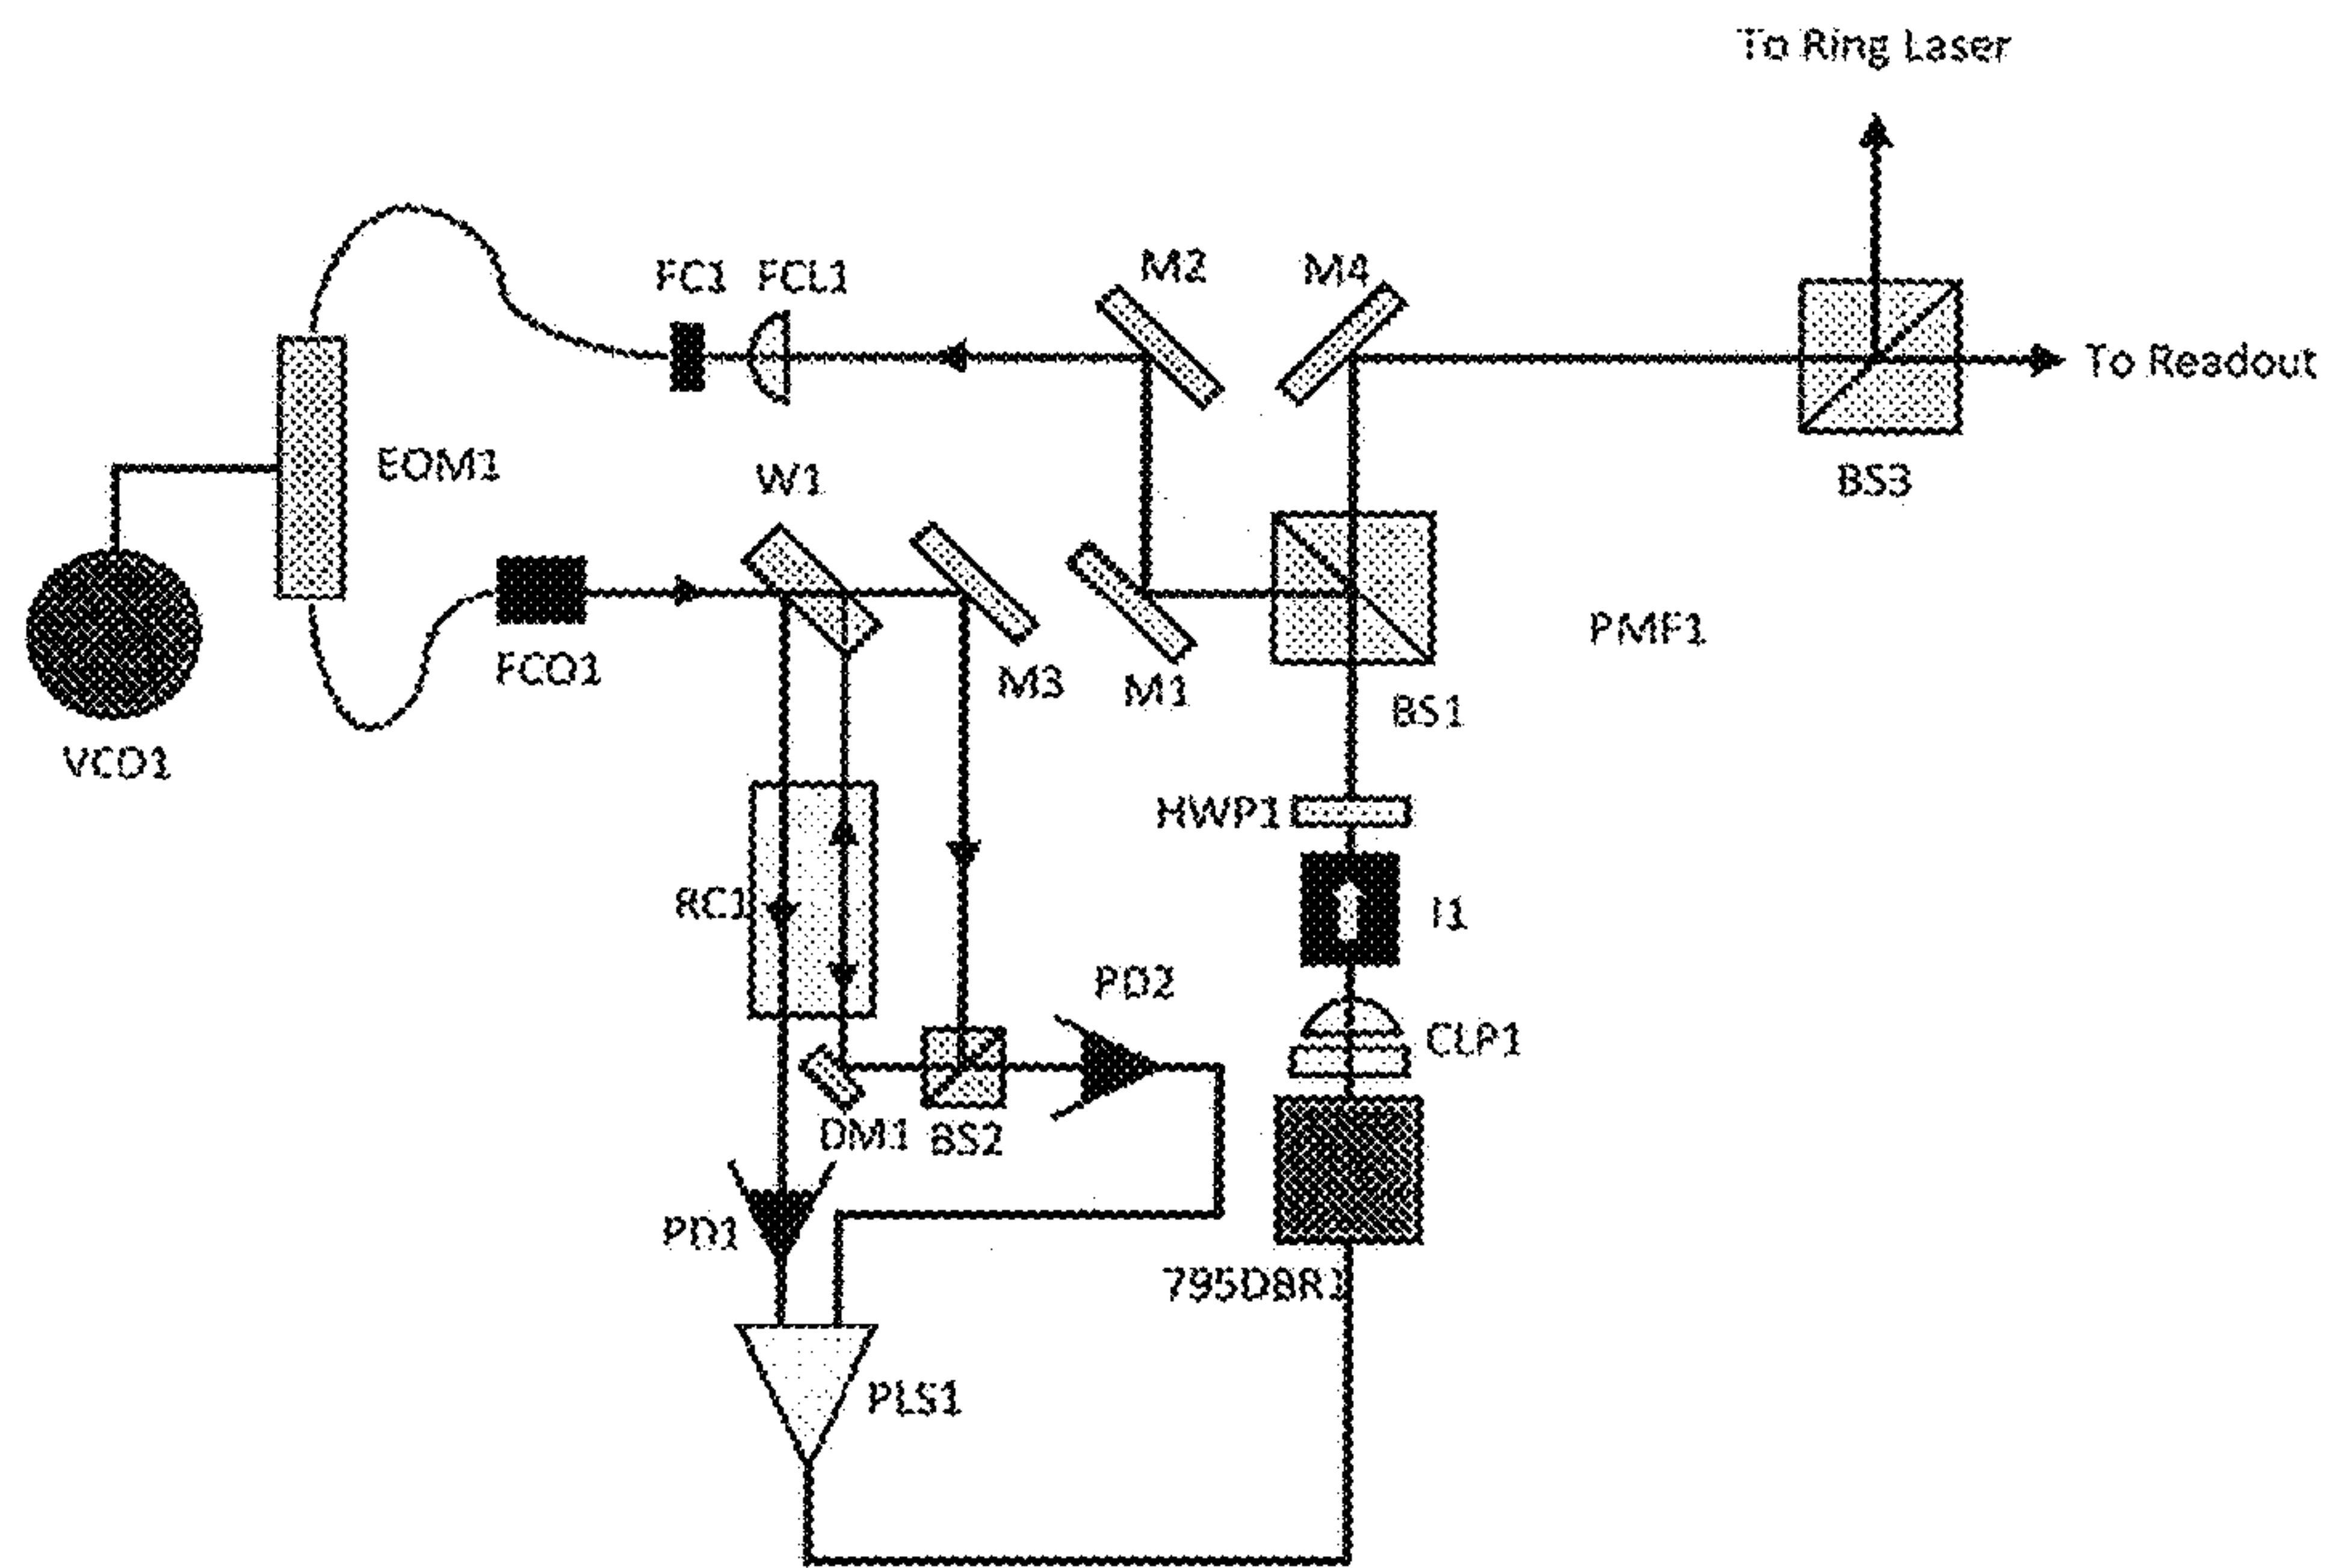 To Ring Laser
M2
M4
FC1
FCL1
To Readout
EOM1
W1
BS3
PMF1
FCO1
M3
M1
BS1
VCO1
HWP1
RC1
I1
PD2
CLP1
DM1
BS2
PD1
795DBR1
PLS1